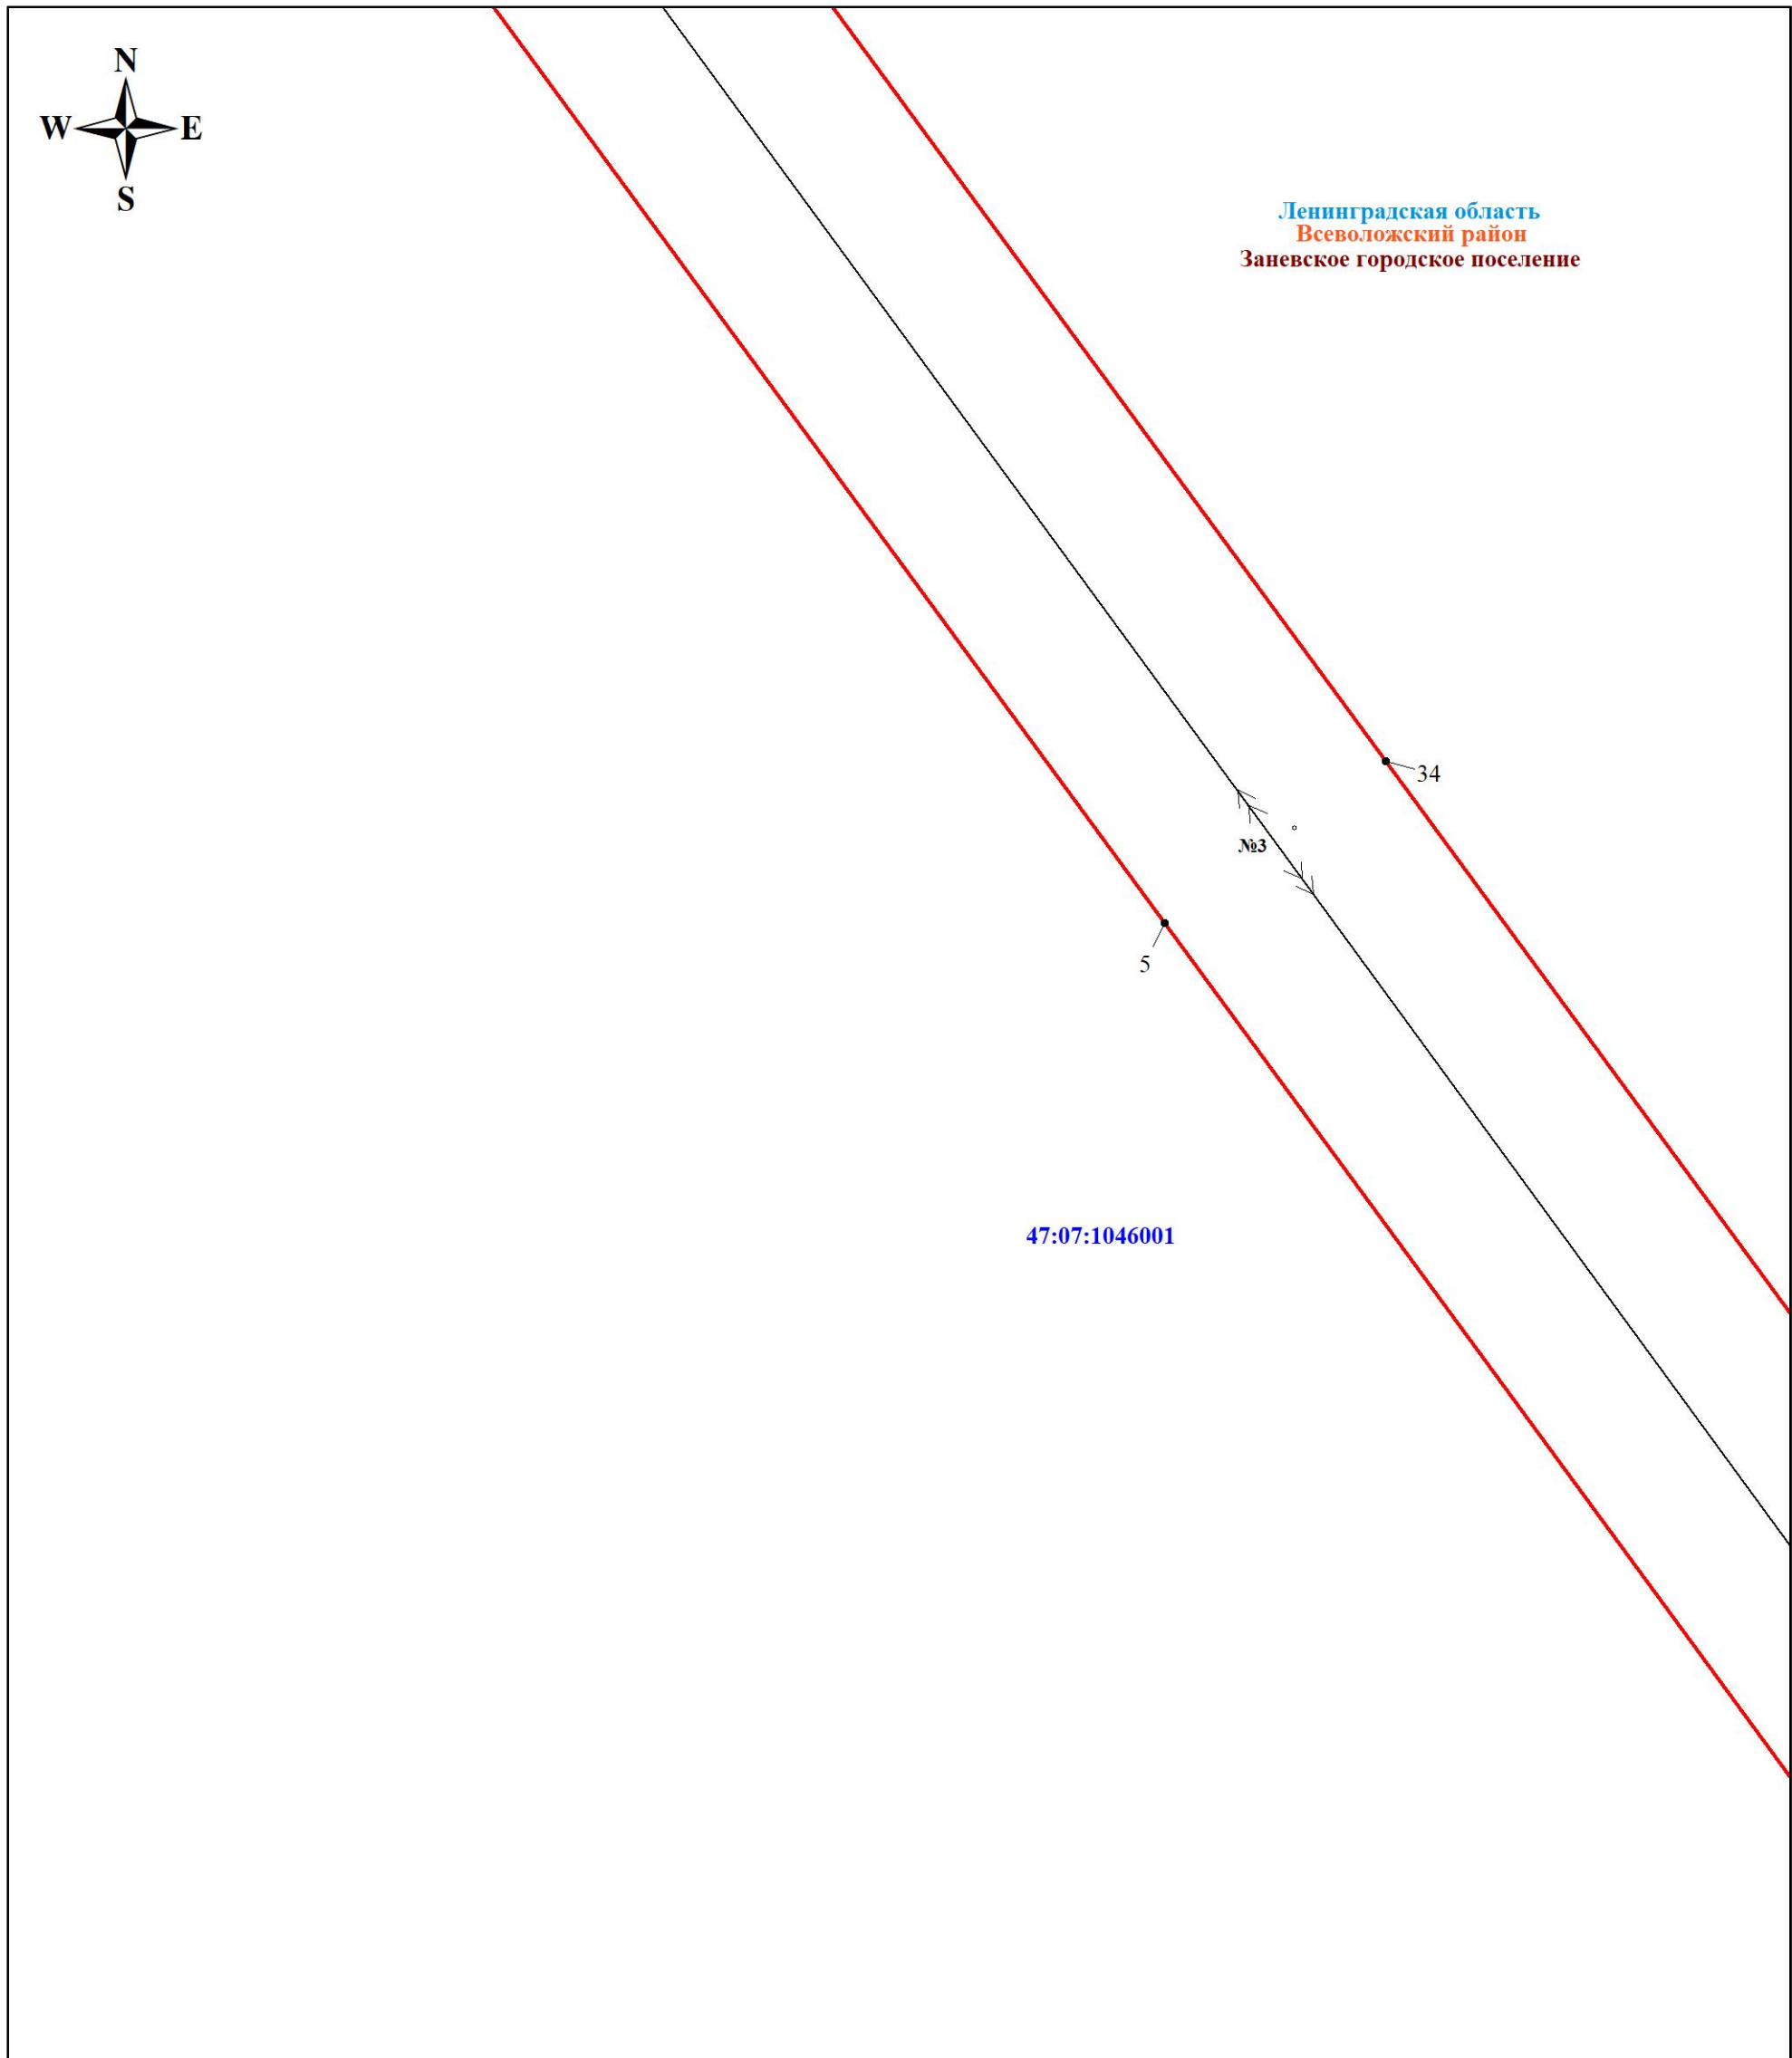 N
W E
S
Ленинградская область
Всеволожский район
Заневское городское поселение
34
№3
5
47:07:1046001